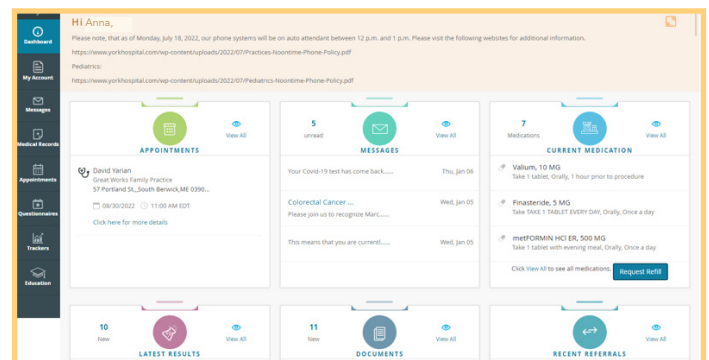 Hi Anna,
Please note, that as of Monday, July 18, 2022, our phone systems will be on auto attendant between 12 p.m. and 1 p.m. Please visit the following websites for additional information.
https://www.yorkhospital.com/wp-content/uploads/2022/07/Practices-Noontime-Phone-Policy.pdf
Pediatrics:
https://www.yorkhospital.com/wp-content/uploads/2022/07/Pediatrics-Noontime-Phone-Policy.pdf
Dashboard
My Account
Messages
Medical Records
Appointments
Questionnaires
Trackers
Education
View All
APPOINTMENTS
David Yarian
Great Works Family Practice
57 Portland St,,,South Berwick,ME 0390...
08/30/2022 11:00 AM EDT
Click here for more details
5
unread
View All
MESSAGES
Your Covid-19 test has come back...... Thu, Jan 06
Colorectal Cancer ... Wed, Jan 05
Please join us to recognize Marc......
This means that you are currentl...... Wed, Jan 05
7
Medications
View All
CURRENT MEDICATION
Valium, 10 MG
Take 1 tablet, Orally, 1 hour prior to procedure
Finasteride, 5 MG
Take TAKE 1 TABLET EVERY DAY, Orally, Once a day
metFORMIN HCl ER, 500 MG
Take 1 tablet with evening meal, Orally, Once a day
Click View All to see all medications. Request Refill
10
New
View All
LATEST RESULTS
11
New
View All
DOCUMENTS
View All
RECENT REFERRALS